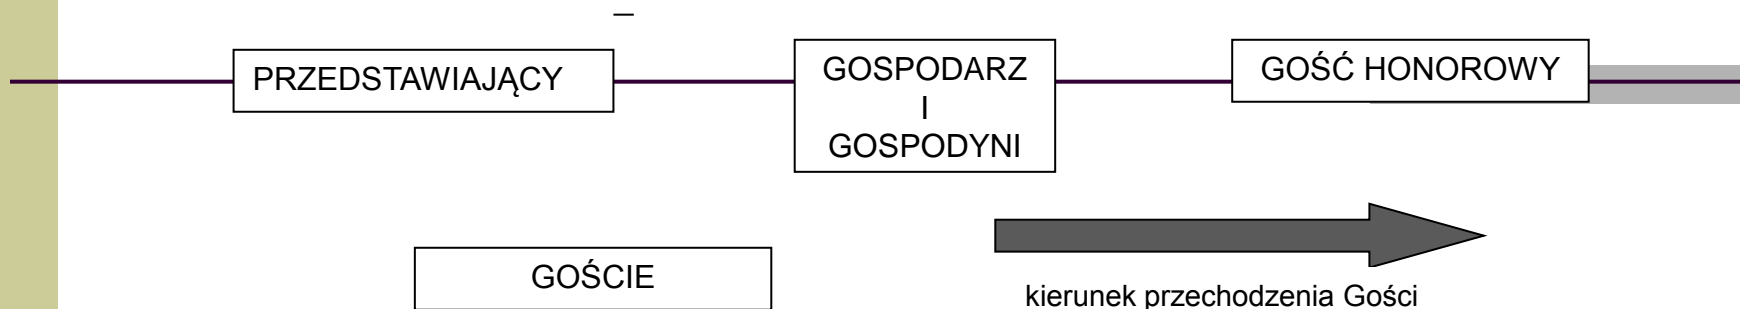 PRZEDSTAWIAJĄCY
GOSPODARZ
I
GOSPODYNI
GOŚĆ HONOROWY
GOŚCIE
kierunek przechodzenia Gości